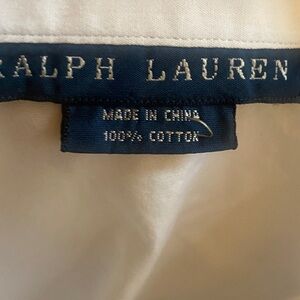 RALPH LAUREN
MADE IN CHINA
100% COTTON